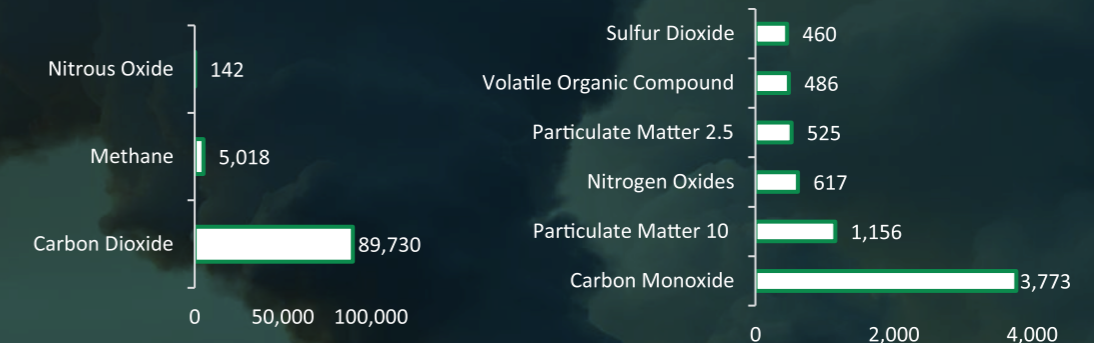 Nitrous Oxide 142
Methane 5,018
Carbon Dioxide 89,730
0 50,000 100,000
Sulfur Dioxide 460
Volatile Organic Compound 486
Particulate Matter 2.5 525
Nitrogen Oxides 617
Particulate Matter 10 1,156
Carbon Monoxide 3,773
0 2,000 4,000